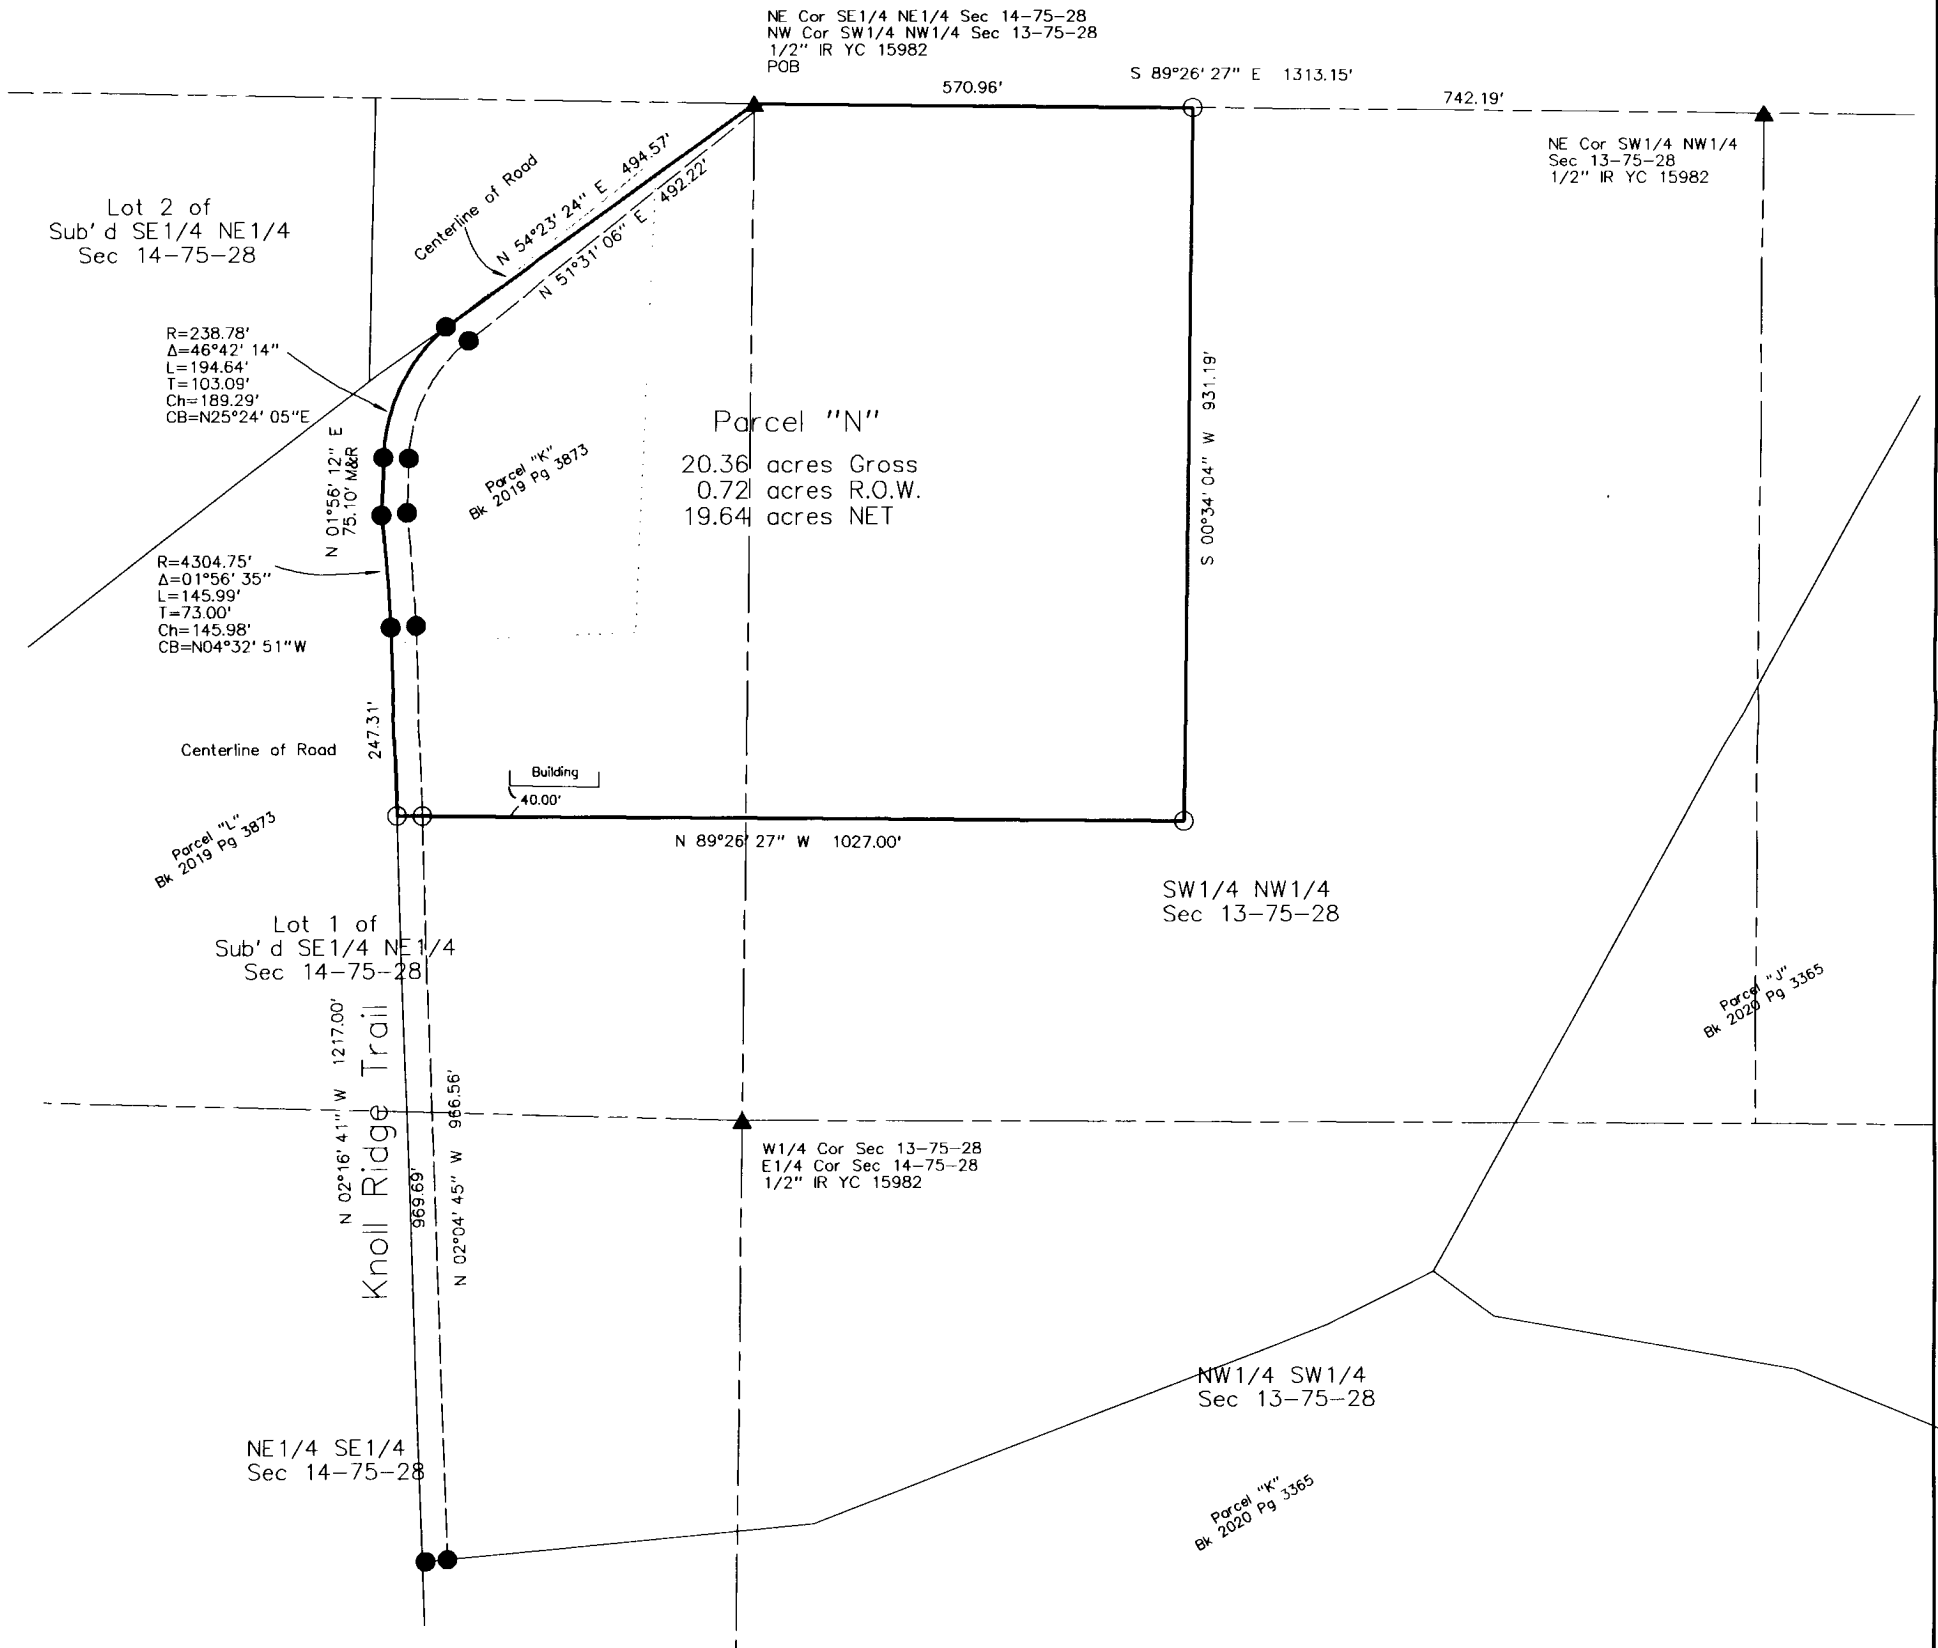 NE Cor SE1/4 NE1/4 Sec 14-75-28
NW Cor SW1/4 NW1/4 Sec 13-75-28
1/2" IR YC 15982
POB
S 89°26'27" E 1313.15'
570.96'
742.19'
NE Cor SW1/4 NW1/4
Sec 13-75-28
1/2" IR YC 15982
Centerline of Road
N 54°23'24" E 494.57'
N 51°31'06" E 492.22'
Lot 2 of
Sub'd SE1/4 NE1/4
Sec 14-75-28
R=238.78'
Δ=46°42'14"
L=194.64'
T=103.09'
Ch=189.29'
CB=N25°24'05"E
N 01°56'12" E
75.10' M&R
Parcel "K"
Bk 2019 Pg 3873
Parcel "N"
20.36 acres Gross
0.72 acres R.O.W.
19.64 acres NET
S 00°34'04" W 931.19'
R=4304.75'
Δ=01°56'35"
L=145.99'
T=73.00'
Ch=145.98'
CB=N04°32'51"W
247.31'
Centerline of Road
Building
40.00'
N 89°26'27" W 1027.00'
Parcel "L"
Bk 2019 Pg 3873
SW1/4 NW1/4
Sec 13-75-28
Lot 1 of
Sub'd SE1/4 NE1/4
Sec 14-75-28
Parcel "J"
Bk 2020 Pg 3365
N 02°16'41" W 1217.00'
Knoll Ridge Trail
969.69'
N 02°04'45" W 966.56'
W1/4 Cor Sec 13-75-28
E1/4 Cor Sec 14-75-28
1/2" IR YC 15982
NW1/4 SW1/4
Sec 13-75-28
NE1/4 SE1/4
Sec 14-75-28
Parcel "K"
Bk 2020 Pg 3365